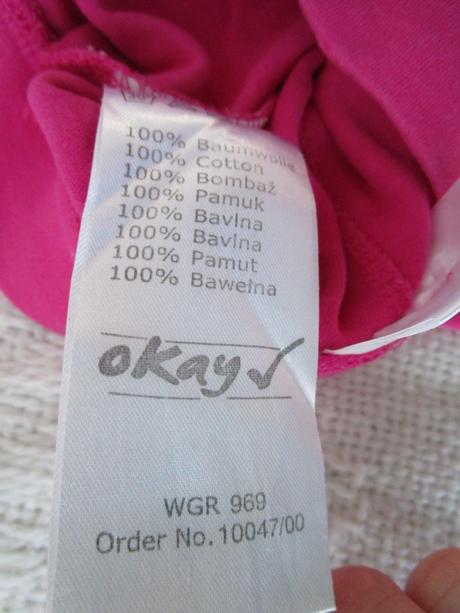 100% Baumwolle
100% Cotton
100% Bombaž
100% Pamuk
100% Bavlna
100% Bavlna
100% Pamut
100% Bawełna
okay✓
WGR 969
Order No.10047/00